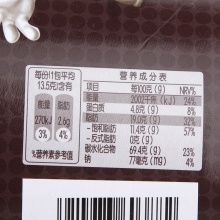 每份(1包平均
13.5克)含有
能量 脂肪
270kJ 2.6g
3% 4%
%营养素参考值
营养成分表
项目 每100克(g) NRV%
能量 2002千焦(kJ) 24%
蛋白质 4.8克(g) 8%
脂肪 19.0克(g) 32%
-饱和脂肪 11.4克(g) 57%
-反式脂肪 0克(g)
碳水化合物 69.4克(g) 23%
钠 77毫克(mg) 4%